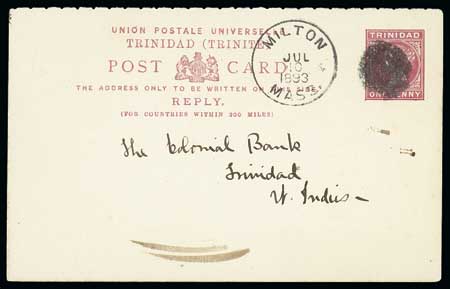 UNION POSTALE UNIVERSELLE
TRINIDAD (TRINITE)
POST CARD
THE ADDRESS ONLY TO BE WRITTEN ON THIS SIDE
REPLY.
(FOR COUNTRIES WITHIN 300 MILES)
MILTON
JUL
1893
MASS
TRINIDAD
ONE PENNY
The Colonial Bank
Trinidad
W. Indies